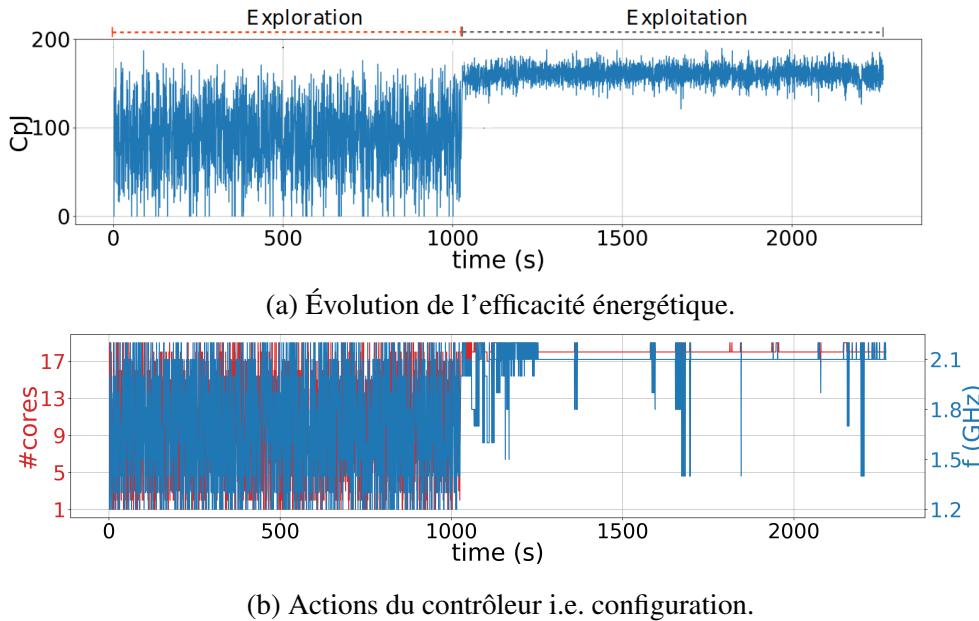 Exploration Exploitation
200
100
0
CpJ
0 500 1000 1500 2000
time (s)
(a) Évolution de l'efficacité énergétique.
17 2.1
13 1.8
9
5 1.5
1 1.2
#cores f (GHz)
0 500 1000 1500 2000
time (s)
(b) Actions du contrôleur i.e. configuration.